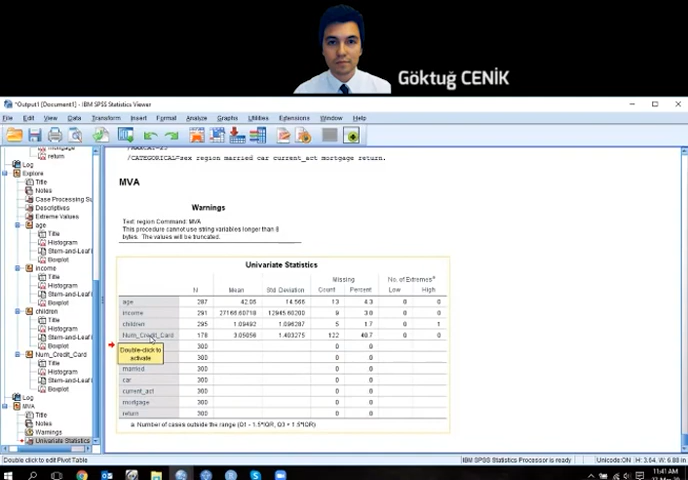 Göktuğ CENİK
*Output1 [Document1] - IBM SPSS Statistics Viewer
File Edit View Data Transform Insert Format Analyze Graphs Utilities Extensions Window Help
return
/CATEGORICAL=sex region married car current_act mortgage return.
Log
Explore
Title
Notes
Case Processing Su
Descriptives
Extreme Values
age
Title
Histogram
Stem-and-Leaf
Boxplot
income
Title
Histogram
Stem-and-Leaf
Boxplot
children
Title
Histogram
Stem-and-Leaf
Boxplot
Num_Credit_Card
Title
Histogram
Stem-and-Leaf
Boxplot
Log
MVA
Title
Notes
Warnings
Univariate Statistics
MVA
Warnings
Text: region Command: MVA
This procedure cannot use string variables longer than 8
bytes. The values will be truncated.
Univariate Statistics
Missing No. of Extremesᵃ
N Mean Std. Deviation Count Percent Low High
age 287 42.05 14.566 13 4.3 0 0
income 291 27166.60718 12945.60200 9 3.0 0 0
children 295 1.09492 1.096287 5 1.7 0 1
Num_Credit_Card 178 3.05056 1.403275 122 40.7 0 0
300 0 .0
Double-click to
activate
300 0 .0
married 300 0 .0
car 300 0 .0
current_act 300 0 .0
mortgage 300 0 .0
return 300 0 .0
a. Number of cases outside the range (Q1 - 1.5*IQR, Q3 + 1.5*IQR).
Double click to edit Pivot Table
IBM SPSS Statistics Processor is ready
Unicode:ON
11:41 AM